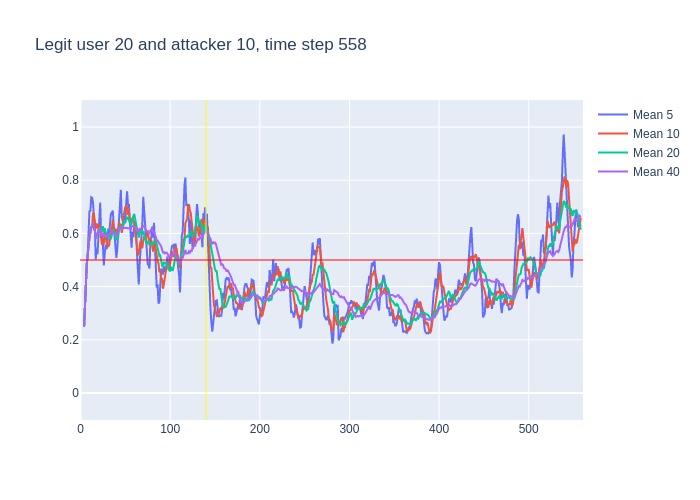 Legit user 20 and attacker 10, time step 558
Mean 5
Mean 10
Mean 20
Mean 40
1
0.8
0.6
0.4
0.2
0
0 100 200 300 400 500